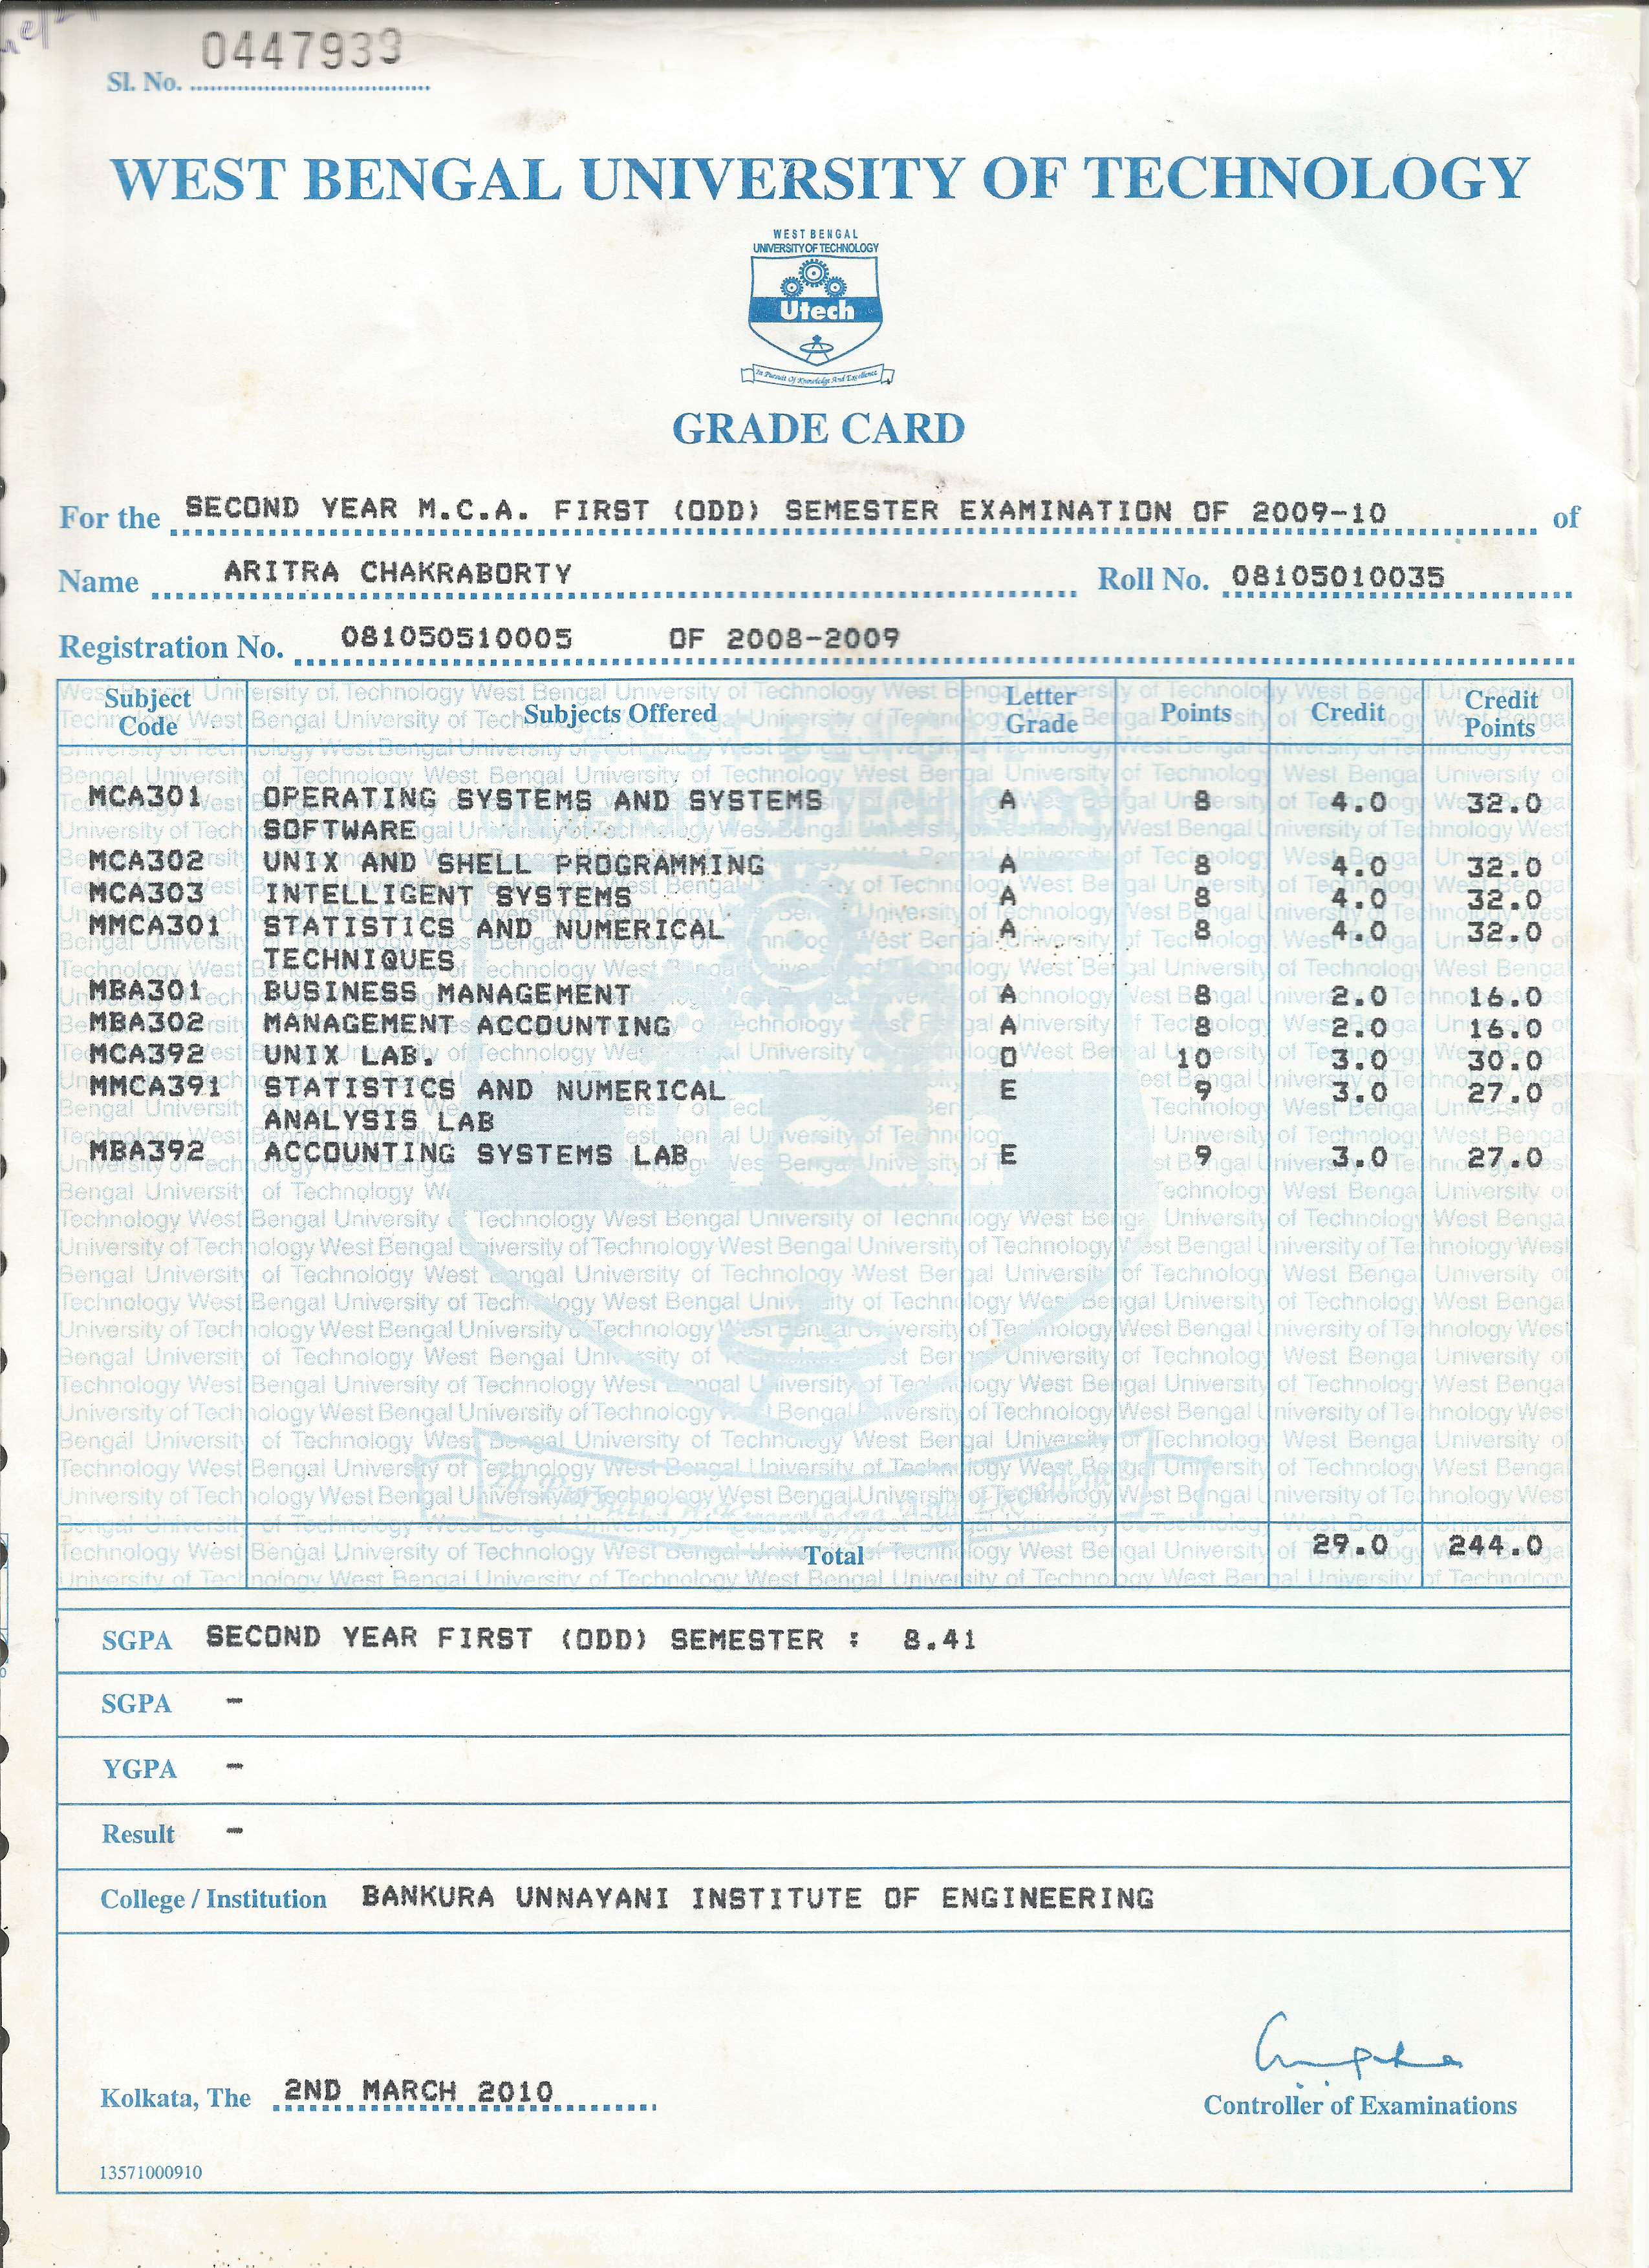 Sl. No. 0447939
WEST BENGAL UNIVERSITY OF TECHNOLOGY
WEST BENGAL
UNIVERSITY OF TECHNOLOGY
Utech
In Pursuit Of Knowledge And Excellence
GRADE CARD
For the SECOND YEAR M.C.A. FIRST (ODD) SEMESTER EXAMINATION OF 2009-10 of
Name ARITRA CHAKRABORTY Roll No. 08105010035
Registration No. 081050510005 OF 2008-2009
Subject Code Subjects Offered Letter Grade Points Credit Credit Points
MCA301 OPERATING SYSTEMS AND SYSTEMS A 8 4.0 32.0
SOFTWARE
MCA302 UNIX AND SHELL PROGRAMMING A 8 4.0 32.0
MCA303 INTELLIGENT SYSTEMS A 8 4.0 32.0
MMCA301 STATISTICS AND NUMERICAL A 8 4.0 32.0
TECHNIQUES
MBA301 BUSINESS MANAGEMENT A 8 2.0 16.0
MBA302 MANAGEMENT ACCOUNTING A 8 2.0 16.0
MCA392 UNIX LAB. O 10 3.0 30.0
MMCA391 STATISTICS AND NUMERICAL E 9 3.0 27.0
ANALYSIS LAB
MBA392 ACCOUNTING SYSTEMS LAB E 9 3.0 27.0
Total 29.0 244.0
SGPA SECOND YEAR FIRST (ODD) SEMESTER : 8.41
SGPA -
YGPA -
Result -
College / Institution BANKURA UNNAYANI INSTITUTE OF ENGINEERING
Kolkata, The 2ND MARCH 2010
Controller of Examinations
13571000910